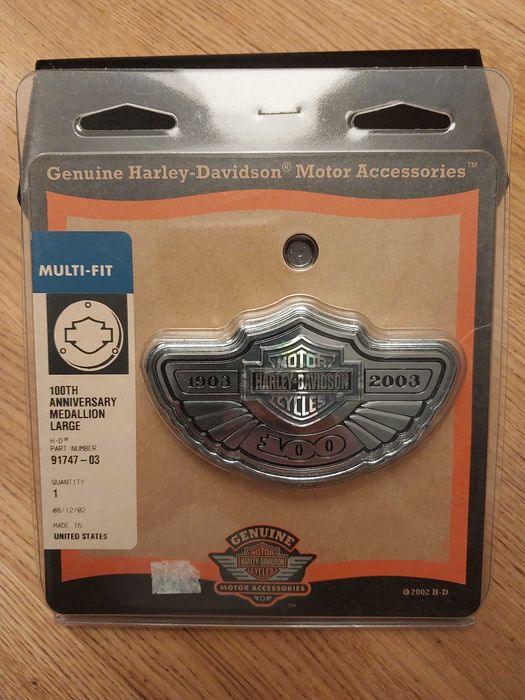 Genuine Harley-Davidson® Motor Accessories™
MULTI-FIT
100TH
ANNIVERSARY
MEDALLION
LARGE
H-D®
PART NUMBER
91747-03
QUANTITY
1
08/12/02
MADE IN
UNITED STATES
MOTOR
1903 HARLEY-DAVIDSON 2003
CYCLES
100
GENUINE
MOTOR
HARLEY-DAVIDSON
CYCLES
MOTOR ACCESSORIES
™
© 2002 H-D